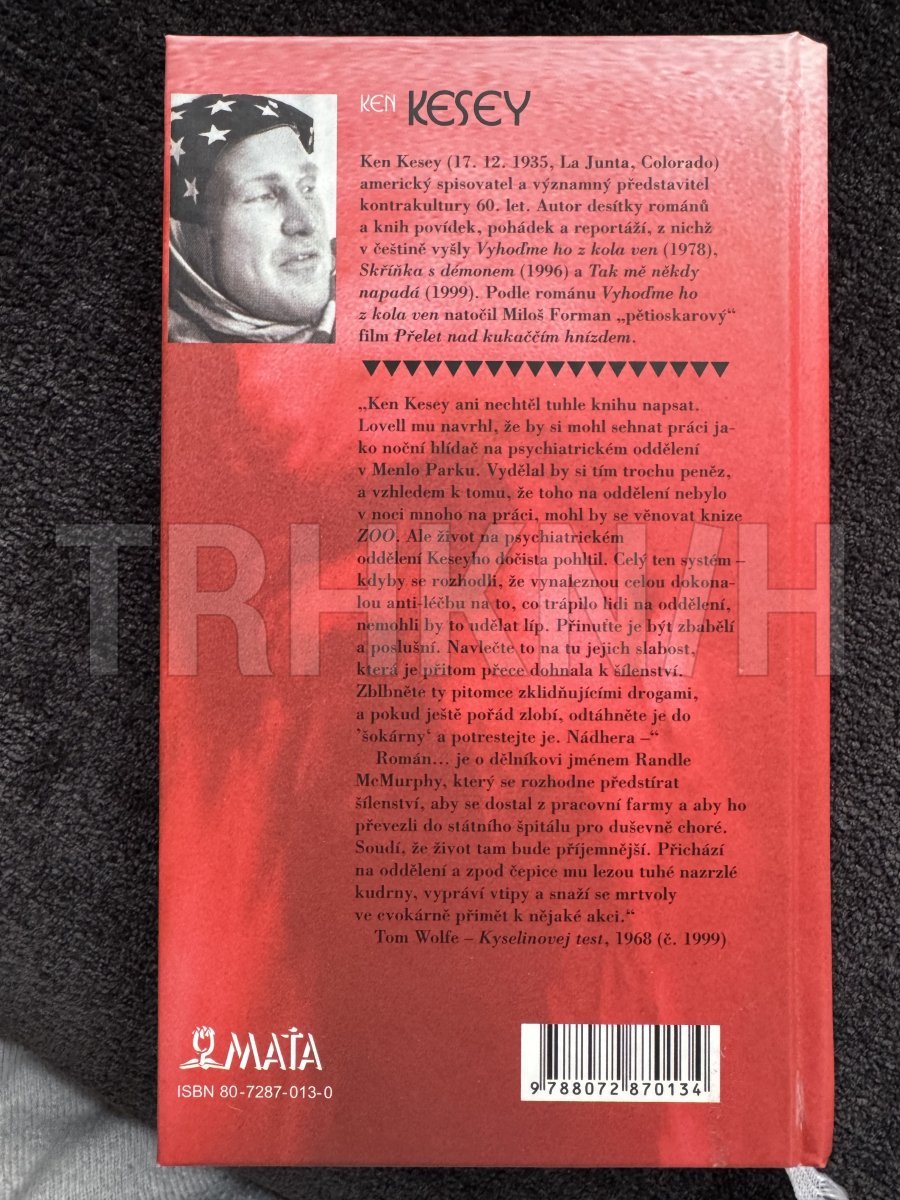 KEN KESEY
Ken Kesey (17. 12. 1935, La Junta, Colorado)
americký spisovatel a významný představitel
kontrakultury 60. let. Autor desítky románů
a knih povídek, pohádek a reportáží, z nichž
v češtině vyšly Vyhoďme ho z kola ven (1978),
Skříňka s démonem (1996) a Tak mě někdy
napadá (1999). Podle románu Vyhoďme ho
z kola ven natočil Miloš Forman „pětioskarový“
film Přelet nad kukaččím hnízdem.
„Ken Kesey ani nechtěl tuhle knihu napsat.
Lovell mu navrhl, že by si mohl sehnat práci ja-
ko noční hlídač na psychiatrickém oddělení
v Menlo Parku. Vydělal by si tím trochu peněz,
a vzhledem k tomu, že toho na oddělení nebylo
v noci mnoho na práci, mohl by se věnovat knize
ZOO. Ale život na psychiatrickém
oddělení Keseyho dočista pohltil. Celý ten systém –
kdyby se rozhodli, že vynaleznou celou dokona-
lou anti-léčbu na to, co trápilo lidi na oddělení,
nemohli by to udělat líp. Přinuťte je být zbabělí
a poslušní. Navlečte to na tu jejich slabost,
která je přitom přece dohnala k šílenství.
Zblbněte ty pitomce zklidňujícími drogami,
a pokud ještě pořád zlobí, odtáhněte je do
’šokárny‘ a potrestejte je. Nádhera –“
Román... je o dělníkovi jménem Randle
McMurphy, který se rozhodne předstírat
šílenství, aby se dostal z pracovní farmy a aby ho
převezli do státního špitálu pro duševně choré.
Soudí, že život tam bude příjemnější. Přichází
na oddělení a zpod čepice mu lezou tuhé nazrzlé
kudrny, vypráví vtipy a snaží se mrtvoly
ve cvokárně přimět k nějaké akci.“
Tom Wolfe – Kyselinovej test, 1968 (č. 1999)
TRHKNIH
MAŤA
ISBN 80-7287-013-0
9 788072 870134